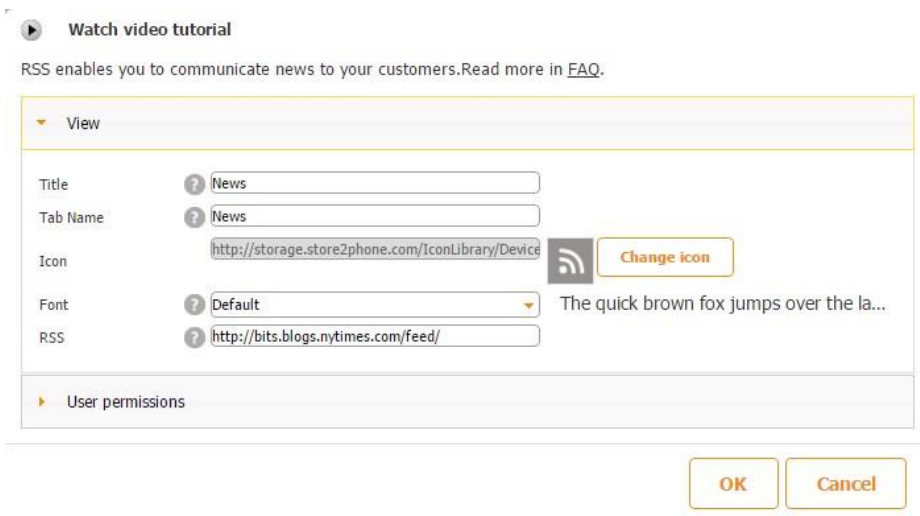 Watch video tutorial
RSS enables you to communicate news to your customers.Read more in FAQ.
View
Title ? News
Tab Name ? News
Icon http://storage.store2phone.com/IconLibrary/Device Change icon
Font ? Default The quick brown fox jumps over the la...
RSS ? http://bits.blogs.nytimes.com/feed/
User permissions
OK Cancel